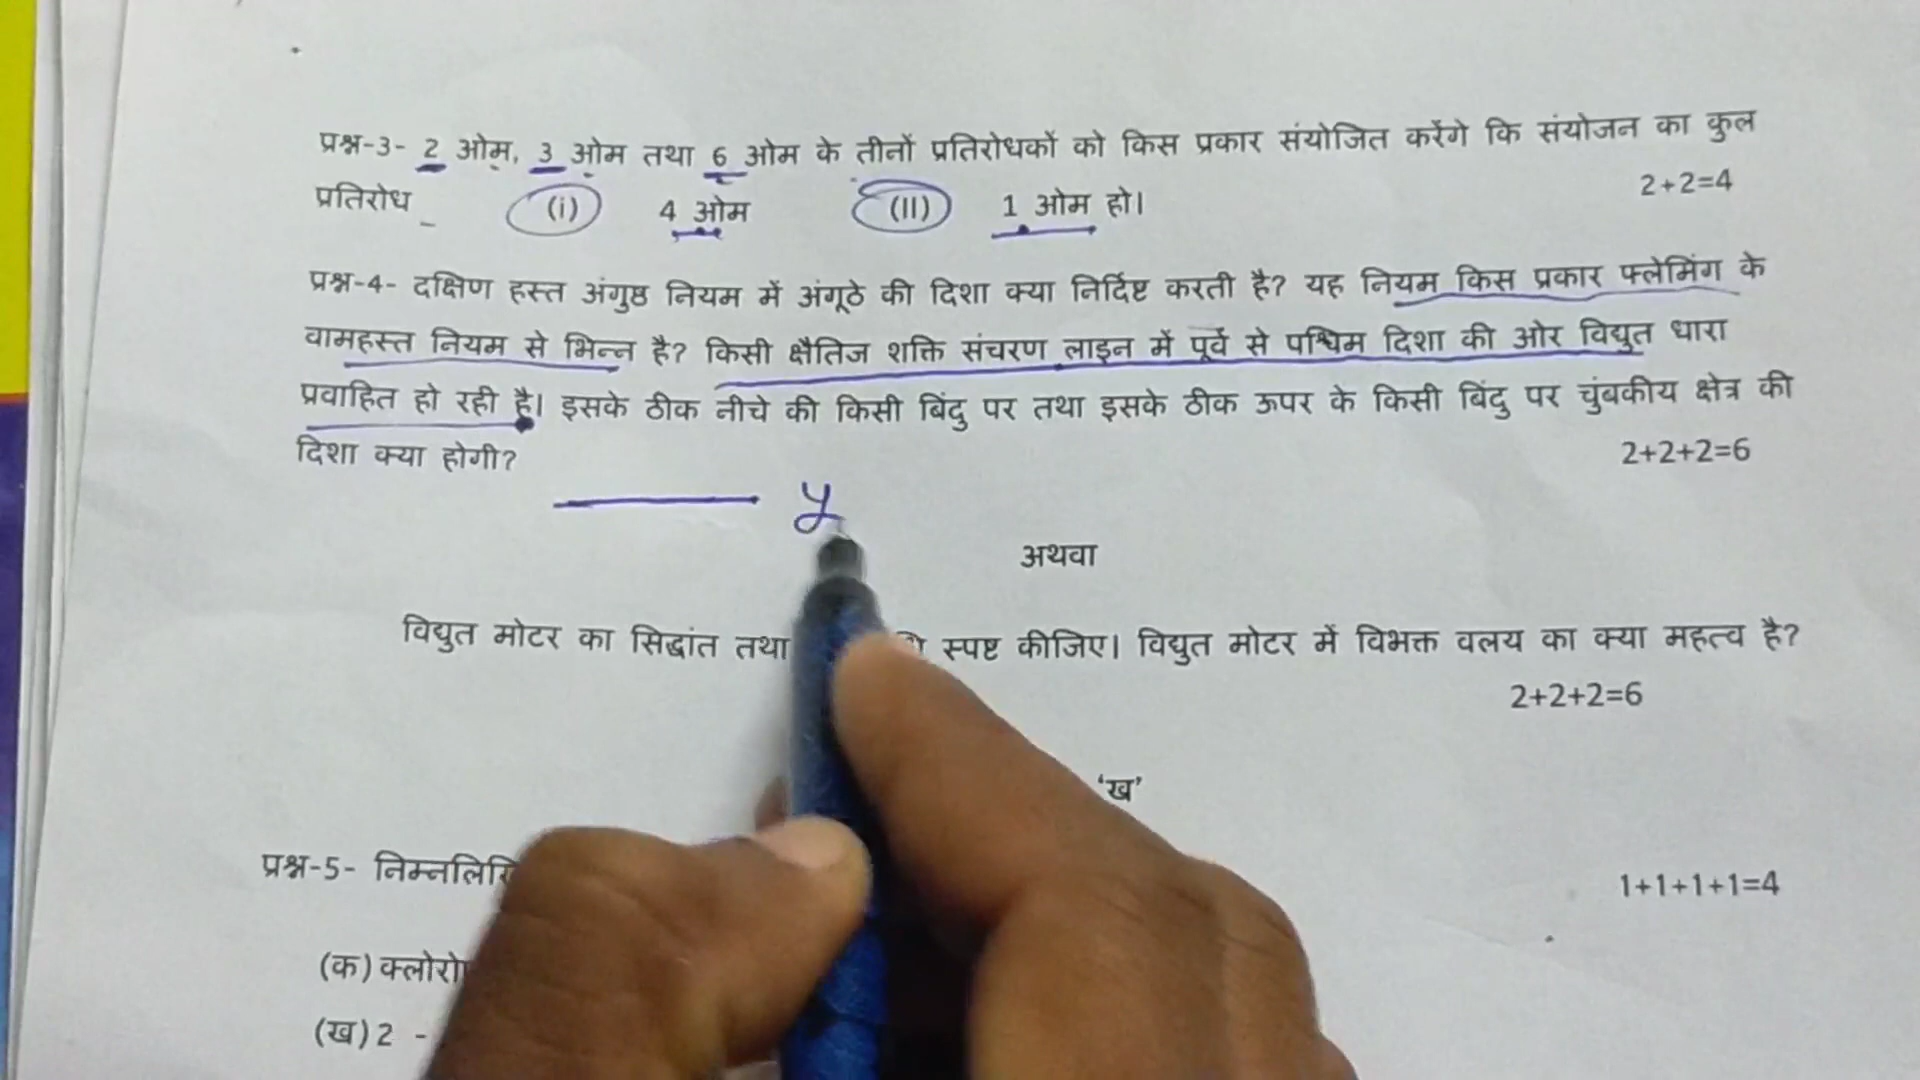 प्रश्न-3- 2 ओम, 3 ओम तथा 6 ओम के तीनों प्रतिरोधकों को किस प्रकार संयोजित करेंगे कि संयोजन का कुल
प्रतिरोध (i) 4 ओम (II) 1 ओम हो। 2+2=4
प्रश्न-4- दक्षिण हस्त अंगुष्ठ नियम में अंगूठे की दिशा क्या निर्दिष्ट करती है? यह नियम किस प्रकार फ्लेमिंग के
वामहस्त नियम से भिन्न है? किसी क्षैतिज शक्ति संचरण लाइन में पूर्व से पश्चिम दिशा की ओर विद्युत धारा
प्रवाहित हो रही है। इसके ठीक नीचे की किसी बिंदु पर तथा इसके ठीक ऊपर के किसी बिंदु पर चुंबकीय क्षेत्र की
दिशा क्या होगी? 2+2+2=6
अथवा
विद्युत मोटर का सिद्धांत तथा स्पष्ट कीजिए। विद्युत मोटर में विभक्त वलय का क्या महत्व है?
2+2+2=6
‘ख’
प्रश्न-5- 1+1+1+1=4
(क)
(ख) 2 -